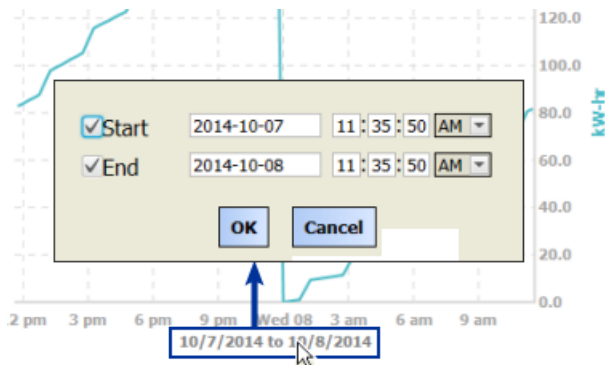 120.0
100.0
80.0
60.0
40.0
20.0
0.0
kW-hr
Start 2014-10-07 11:35:50 AM
End 2014-10-08 11:35:50 AM
OK Cancel
2 pm 3 pm 6 pm 9 pm Wed 08 3 am 6 am 9 am
10/7/2014 to 10/8/2014